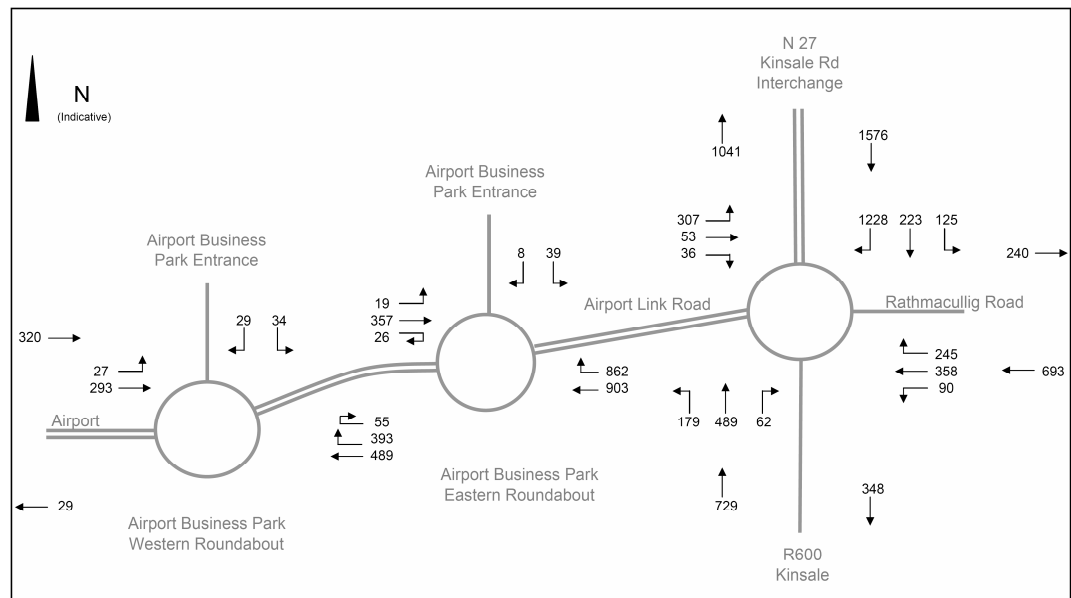 N 27
Kinsale Rd
Interchange
N
(Indicative)
1041
1576
Airport Business
Park Entrance
307
53
36
1228 223 125
240
Airport Business
Park Entrance
8 39
19
357
26
Airport Link Road
Rathmacullig Road
320
29 34
27
293
245
358
90
693
862
903
Airport
179 489 62
55
393
489
Airport Business Park
Eastern Roundabout
729
348
29
Airport Business Park
Western Roundabout
R600
Kinsale